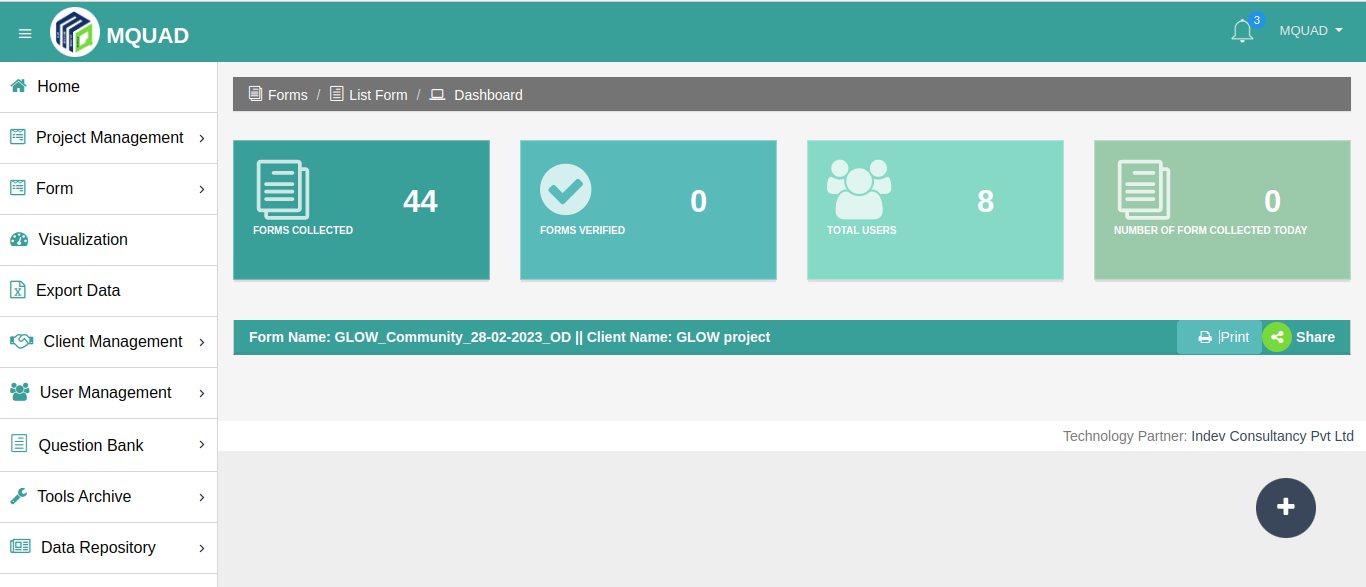 MQUAD
3
MQUAD
Home
Project Management
Form
Visualization
Export Data
Client Management
User Management
Question Bank
Tools Archive
Data Repository
Forms / List Form / Dashboard
44
FORMS COLLECTED
0
FORMS VERIFIED
8
TOTAL USERS
0
NUMBER OF FORM COLLECTED TODAY
Form Name: GLOW_Community_28-02-2023_OD || Client Name: GLOW project
|Print
Share
Technology Partner: Indev Consultancy Pvt Ltd